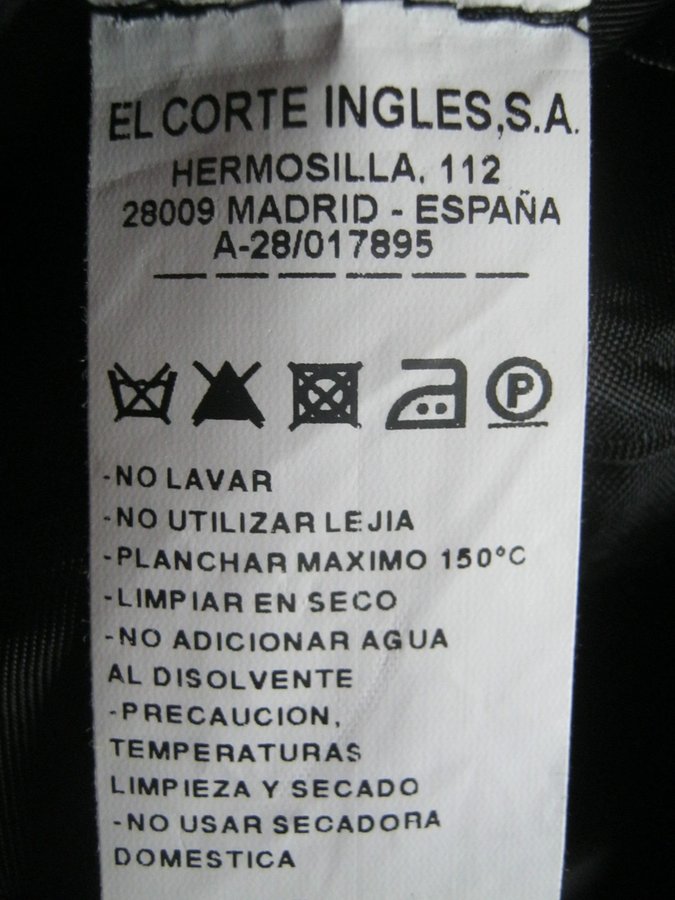 EL CORTE INGLES,S.A.
HERMOSILLA, 112
28009 MADRID - ESPAÑA
A-28/017895
P
-NO LAVAR
-NO UTILIZAR LEJIA
-PLANCHAR MAXIMO 150°C
-LIMPIAR EN SECO
-NO ADICIONAR AGUA
AL DISOLVENTE
-PRECAUCION,
TEMPERATURAS
LIMPIEZA Y SECADO
-NO USAR SECADORA
DOMESTICA